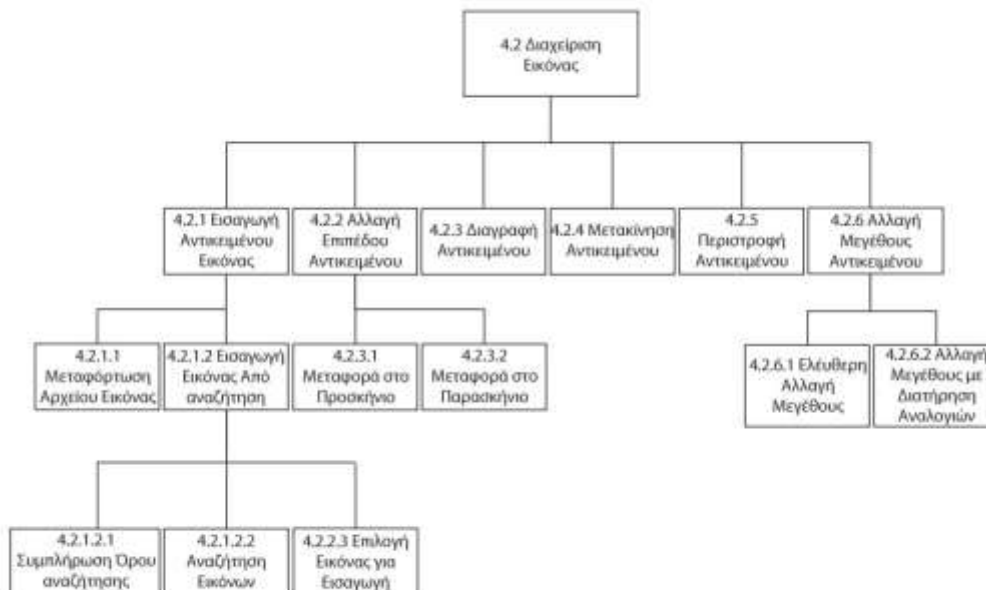 4.2 Διαχείριση
Εικόνας
4.2.1 Εισαγωγή
Αντικειμένου
Εικόνας
4.2.2 Αλλαγή
Επιπέδου
Αντικειμένου
4.2.3 Διαγραφή
Αντικειμένου
4.2.4 Μετακίνηση
Αντικειμένου
4.2.5
Περιστροφή
Αντικειμένου
4.2.6 Αλλαγή
Μεγέθους
Αντικειμένου
4.2.1.1
Μεταφόρτωση
Αρχείου Εικόνας
4.2.1.2 Εισαγωγή
Εικόνας Από
αναζήτηση
4.2.3.1
Μεταφορά στο
Προσκήνιο
4.2.3.2
Μεταφορά στο
Παρασκήνιο
4.2.6.1 Ελέυθερη
Αλλαγή
Μεγέθους
4.2.6.2 Αλλαγή
Μεγέθους με
Διατήρηση
Αναλογιών
4.2.1.2.1
Συμπλήρωση Όρου
αναζήτησης
4.2.1.2.2
Αναζήτηση
Εικόνων
4.2.2.3 Επιλογή
Εικόνας για
Εισαγωγή